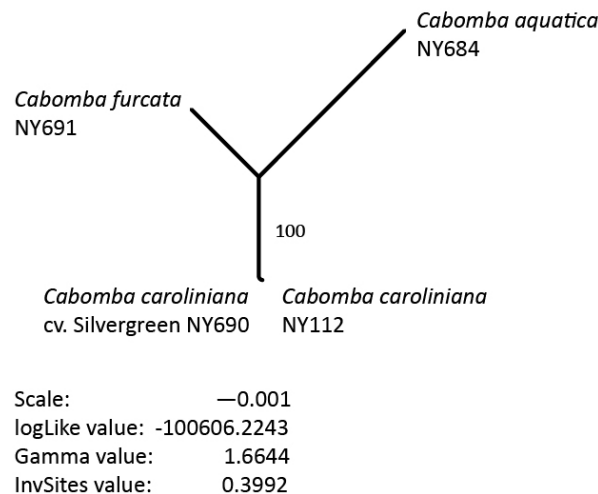 Cabomba aquatica
NY684
Cabomba furcata
NY691
100
Cabomba caroliniana
cv. Silvergreen NY690
Cabomba caroliniana
NY112
Scale: —0.001
logLike value: -100606.2243
Gamma value: 1.6644
InvSites value: 0.3992